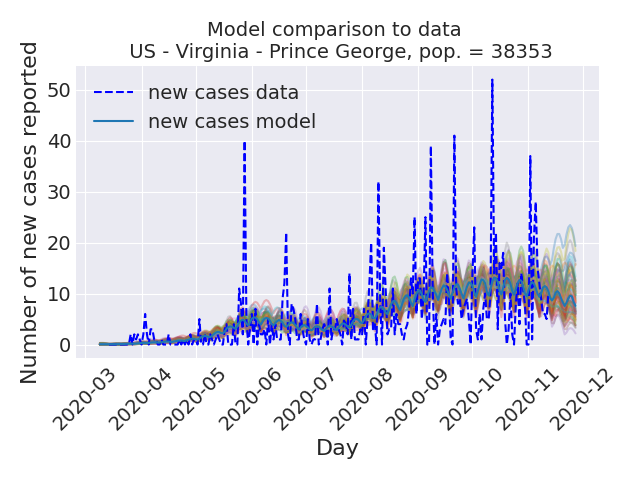 Model comparison to data
US - Virginia - Prince George, pop. = 38353
Number of new cases reported
50
40
30
20
10
0
new cases data
new cases model
2020-03
2020-04
2020-05
2020-06
2020-07
2020-08
2020-09
2020-10
2020-11
2020-12
Day